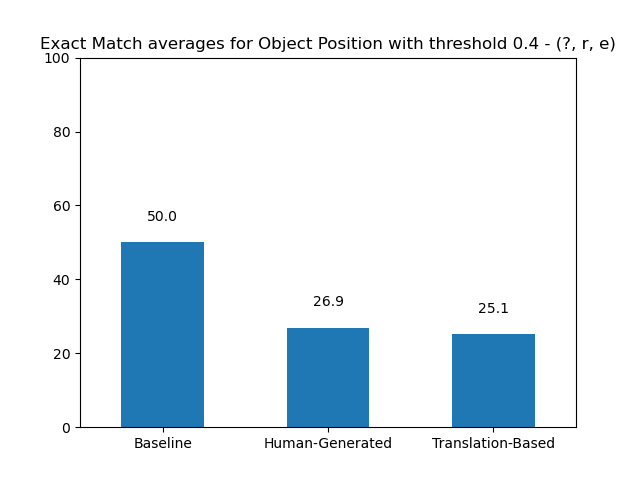 Exact Match averages for Object Position with threshold 0.4 - (?, r, e)
100
80
60
40
20
0
50.0
26.9
25.1
Baseline
Human-Generated
Translation-Based